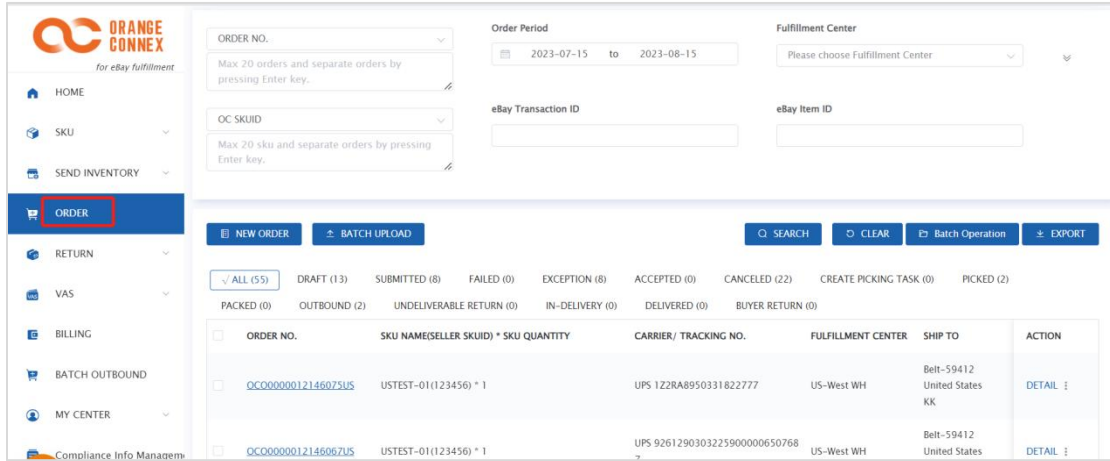 ORANGE
CONNEX
for eBay fulfillment
HOME
SKU
SEND INVENTORY
ORDER
RETURN
VAS
BILLING
BATCH OUTBOUND
MY CENTER
Compliance Info Managem
ORDER NO.
Max 20 orders and separate orders by
pressing Enter key.
Order Period
2023-07-15 to 2023-08-15
Fulfillment Center
Please choose Fulfillment Center
OC SKUID
Max 20 sku and separate orders by pressing
Enter key.
eBay Transaction ID
eBay Item ID
NEW ORDER BATCH UPLOAD SEARCH CLEAR Batch Operation EXPORT
√ ALL (55) DRAFT (13) SUBMITTED (8) FAILED (0) EXCEPTION (8) ACCEPTED (0) CANCELED (22) CREATE PICKING TASK (0) PICKED (2)
PACKED (0) OUTBOUND (2) UNDELIVERABLE RETURN (0) IN-DELIVERY (0) DELIVERED (0) BUYER RETURN (0)
ORDER NO. SKU NAME(SELLER SKUID) * SKU QUANTITY CARRIER/ TRACKING NO. FULFILLMENT CENTER SHIP TO ACTION
OCO0000012146075US USTEST-01(123456) * 1 UPS 1Z2RA8950331822777 US-West WH Belt-59412
United States
KK
DETAIL
OCO0000012146067US USTEST-01(123456) * 1 UPS 9261290303225900000650768 US-West WH Belt-59412
United States
DETAIL